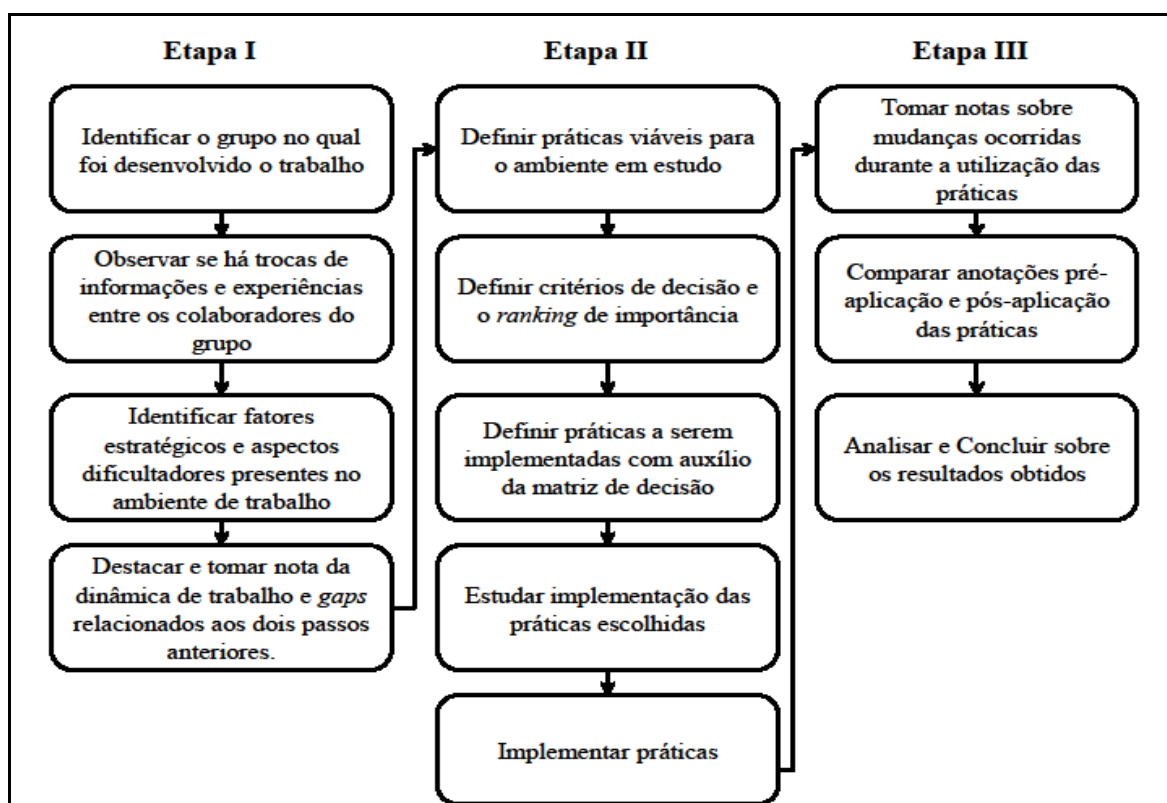 Etapa I
Identificar o grupo no qual
foi desenvolvido o trabalho
Observar se há trocas de
informações e experiências
entre os colaboradores do
grupo
Identificar fatores
estratégicos e aspectos
dificultadores presentes no
ambiente de trabalho
Destacar e tomar nota da
dinâmica de trabalho e gaps
relacionados aos dois passos
anteriores.
Etapa II
Definir práticas viáveis para
o ambiente em estudo
Definir critérios de decisão e
o ranking de importância
Definir práticas a serem
implementadas com auxílio
da matriz de decisão
Estudar implementação das
práticas escolhidas
Implementar práticas
Etapa III
Tomar notas sobre
mudanças ocorridas
durante a utilização das
práticas
Comparar anotações pré-
aplicação e pós-aplicação
das práticas
Analisar e Concluir sobre
os resultados obtidos